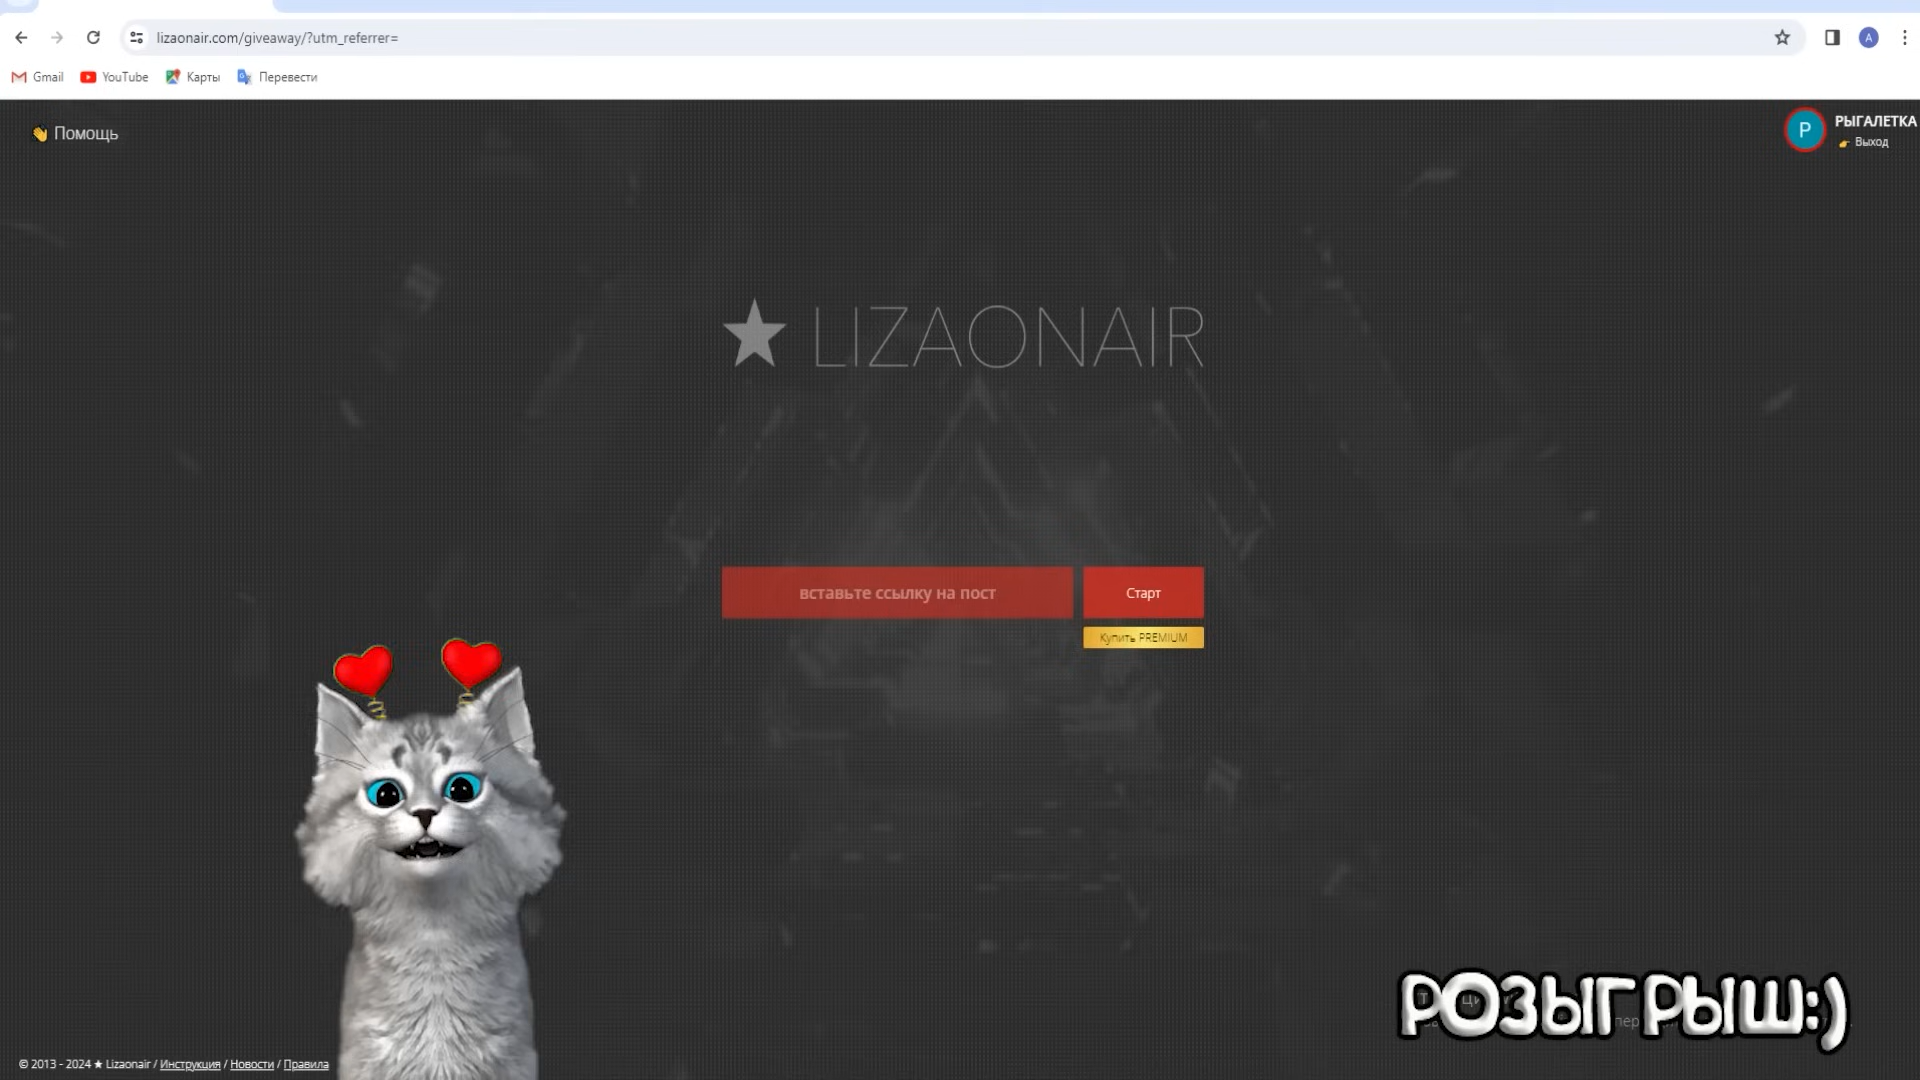 lizaonair.com/giveaway/?utm_referrer=
A
Gmail YouTube Карты Перевести
👋 Помощь
Р
РЫГАЛЕТКА
👉 Выход
★ LIZAONAIR
вставьте ссылку на пост
Старт
Купить PREMIUM
РОЗЫГРЫШ:)
© 2013 - 2024 ★ Lizaonair / Инструкция / Новости / Правила